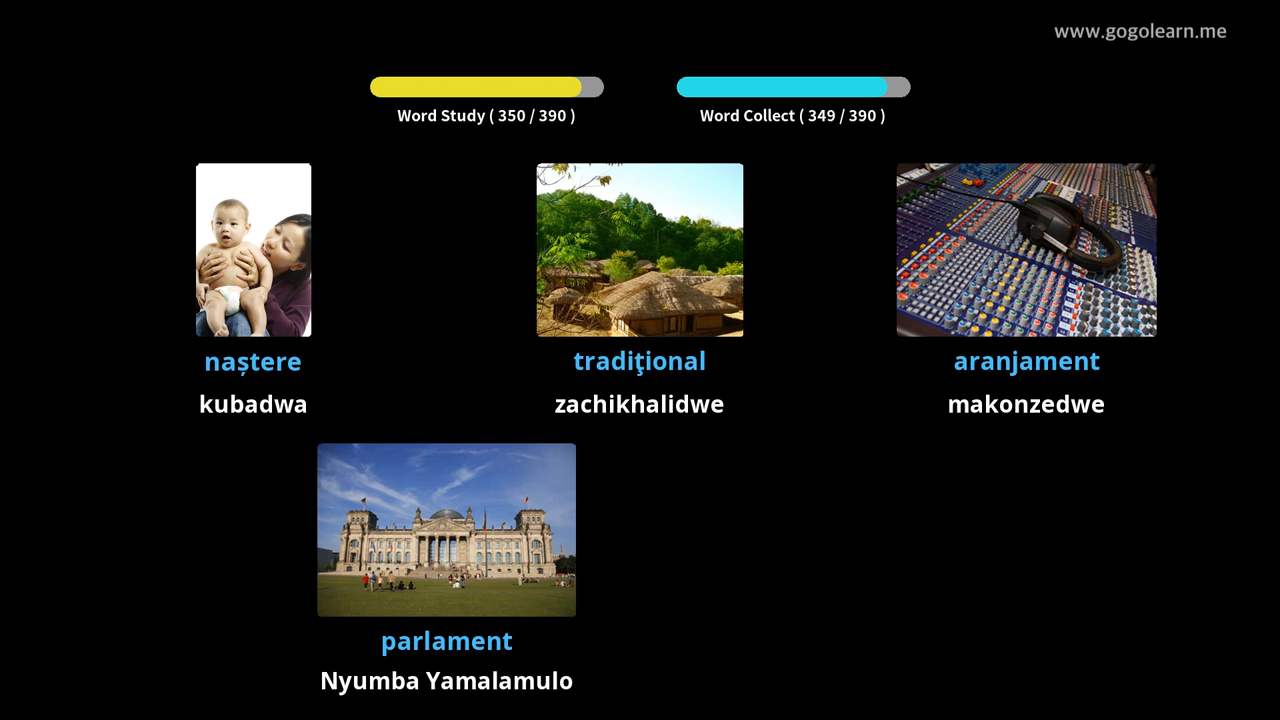 www.gogolearn.me
Word Study ( 350 / 390 )
Word Collect ( 349 / 390 )
naștere
tradiţional
aranjament
kubadwa
zachikhalidwe
makonzedwe
parlament
Nyumba Yamalamulo